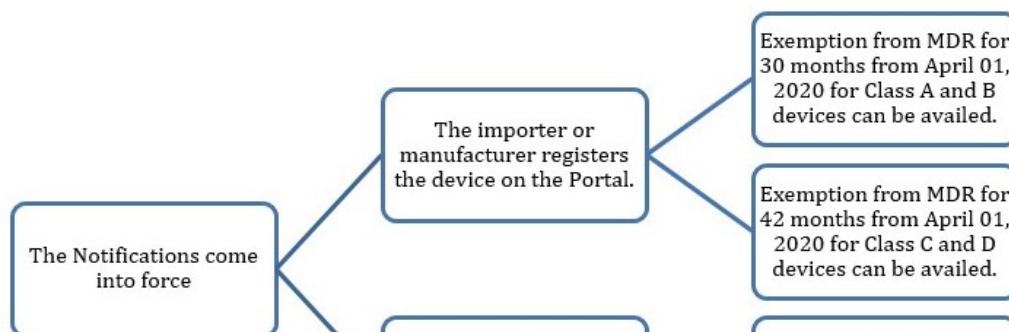 Exemption from MDR for
30 months from April 01,
2020 for Class A and B
devices can be availed.
The importer or
manufacturer registers
the device on the Portal.
Exemption from MDR for
42 months from April 01,
2020 for Class C and D
devices can be availed.
The Notifications come
into force